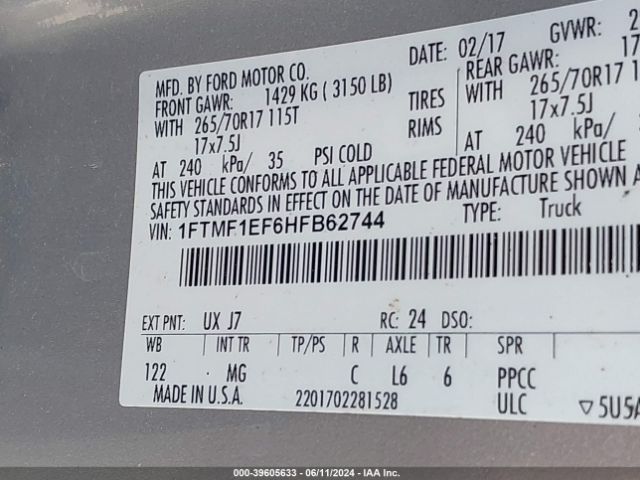 MFD. BY FORD MOTOR CO.
DATE: 02/17 GVWR:
FRONT GAWR: 1429 KG ( 3150 LB) REAR GAWR:
WITH 265/70R17 115T TIRES WITH 265/70R17
17x7.5J RIMS 17x7.5J
AT 240 kPa/ 35 PSI COLD AT 240 kPa/
THIS VEHICLE CONFORMS TO ALL APPLICABLE FEDERAL MOTOR VEHICLE
SAFETY STANDARDS IN EFFECT ON THE DATE OF MANUFACTURE SHOWN
VIN: 1FTMF1EF6HFB62744 TYPE: Truck
EXT PNT: UX J7 RC: 24 DSO:
WB INT TR TP/PS R AXLE TR SPR
122 MG C L6 6 PPCC
MADE IN U.S.A. 2201702281528 ULC ▽5U5A
000-39605633 - 06/11/2024 - IAA Inc.